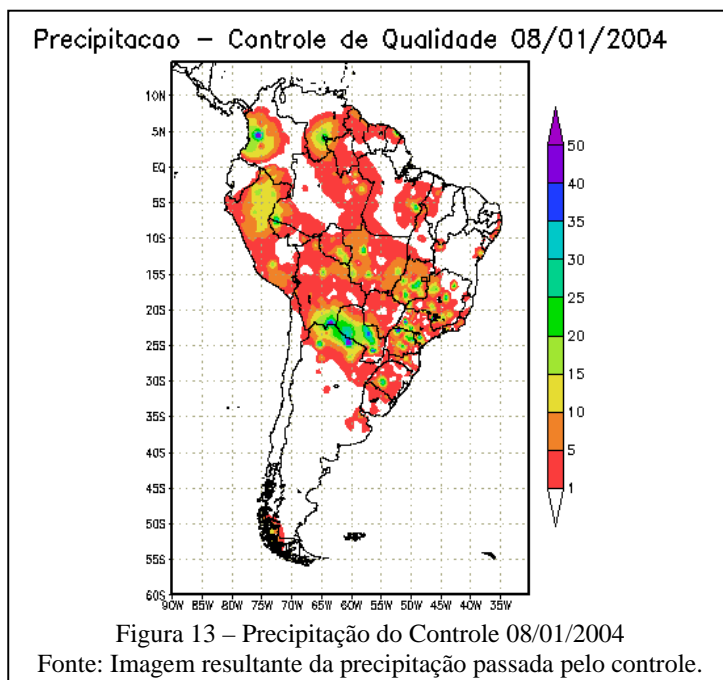 Precipitacao – Controle de Qualidade 08/01/2004
10N
5N
EQ
5S
10S
15S
20S
25S
30S
35S
40S
45S
50S
55S
60S
90W 85W 80W 75W 70W 65W 60W 55W 50W 45W 40W 35W
50
40
35
30
25
20
15
10
5
1
Figura 13 – Precipitação do Controle 08/01/2004
Fonte: Imagem resultante da precipitação passada pelo controle.